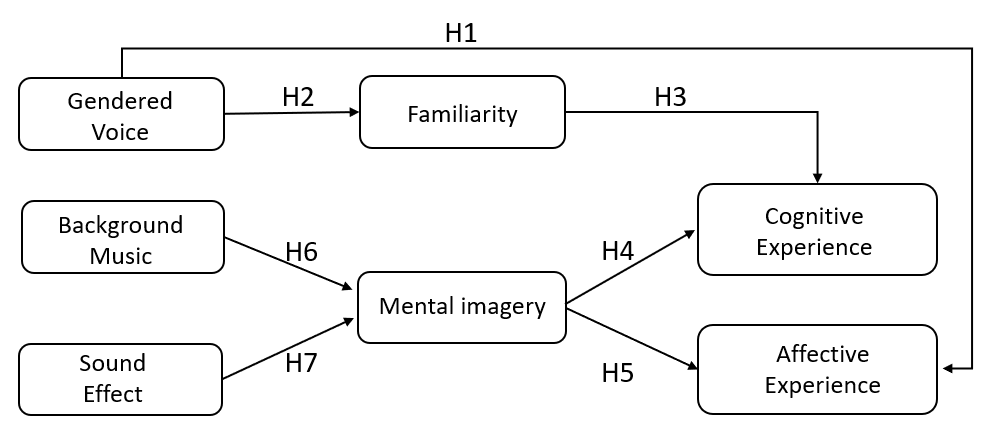 H1
Gendered
Voice
H2
Familiarity
H3
Background
Music
Cognitive
Experience
H6
H4
Mental imagery
Sound
Effect
H7
H5
Affective
Experience